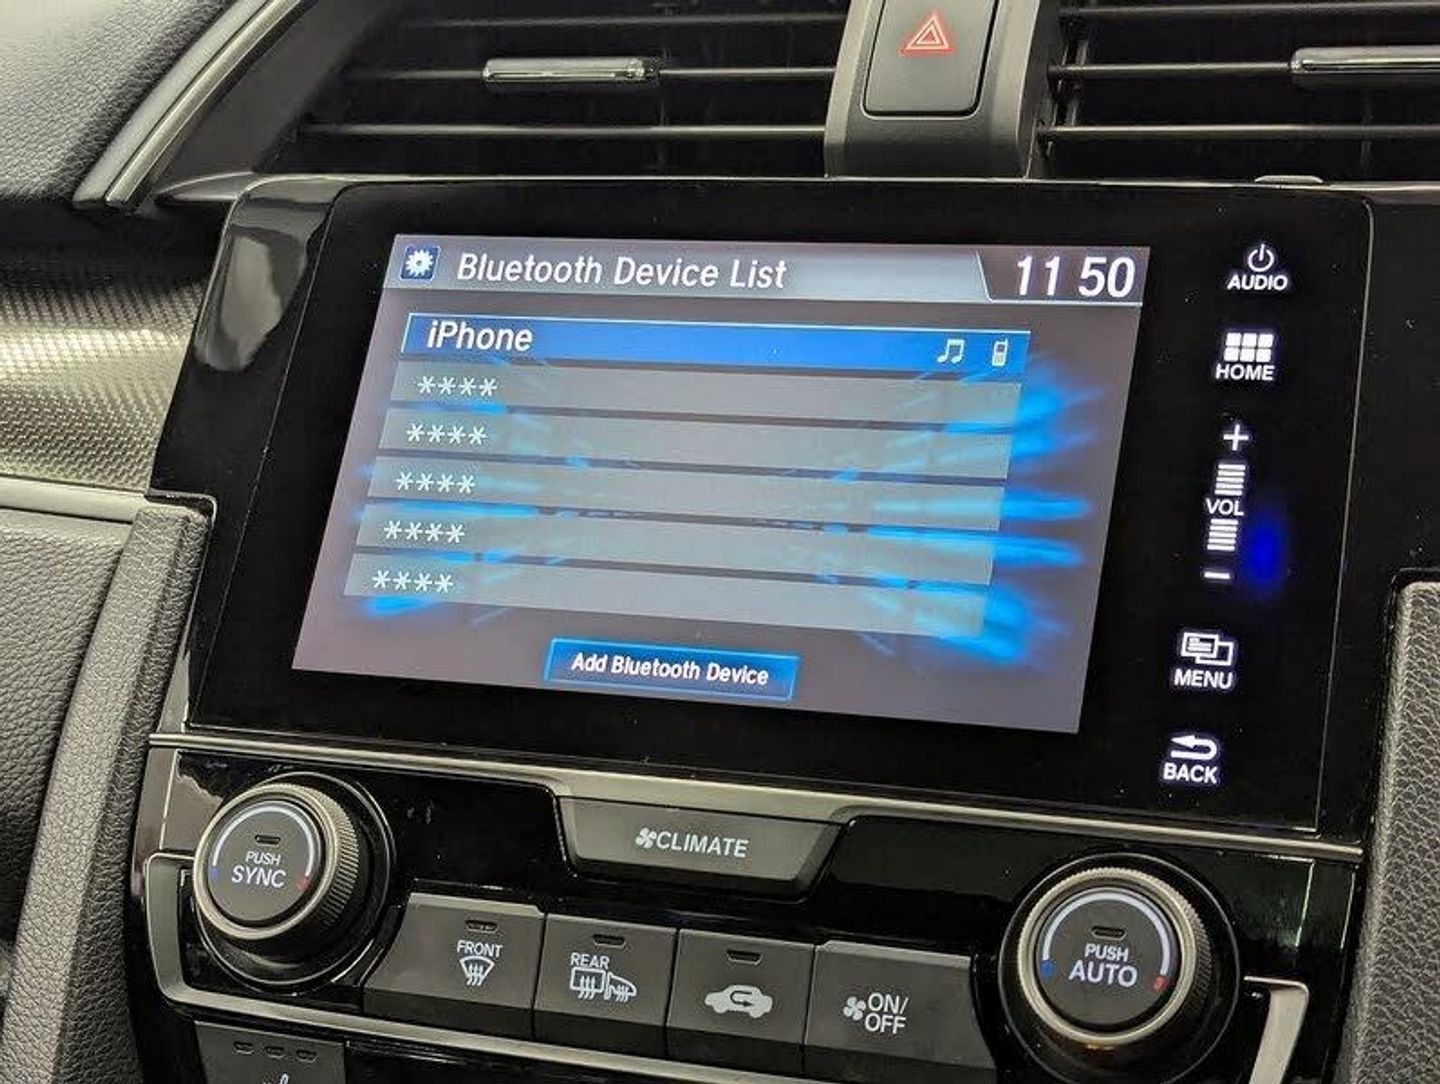 Bluetooth Device List
11 50
AUDIO
iPhone
HOME
****
****
****
****
****
+
VOL
−
Add Bluetooth Device
MENU
BACK
CLIMATE
PUSH
SYNC
FRONT
REAR
ON/
OFF
PUSH
AUTO